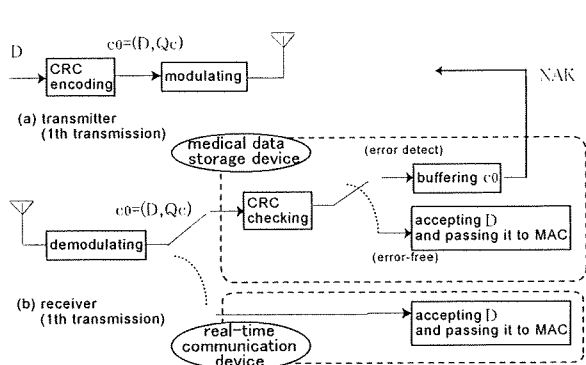 D
c0=(D,Qc)
CRC
encoding
modulating
NAK
(a) transmitter
(1th transmission)
medical data
storage device
(error detect)
buffering c0
c0=(D,Qc)
CRC
checking
accepting D
and passing it to MAC
demodulating
(error-free)
(b) receiver
(1th transmission)
accepting D
and passing it to MAC
real-time
communication
device